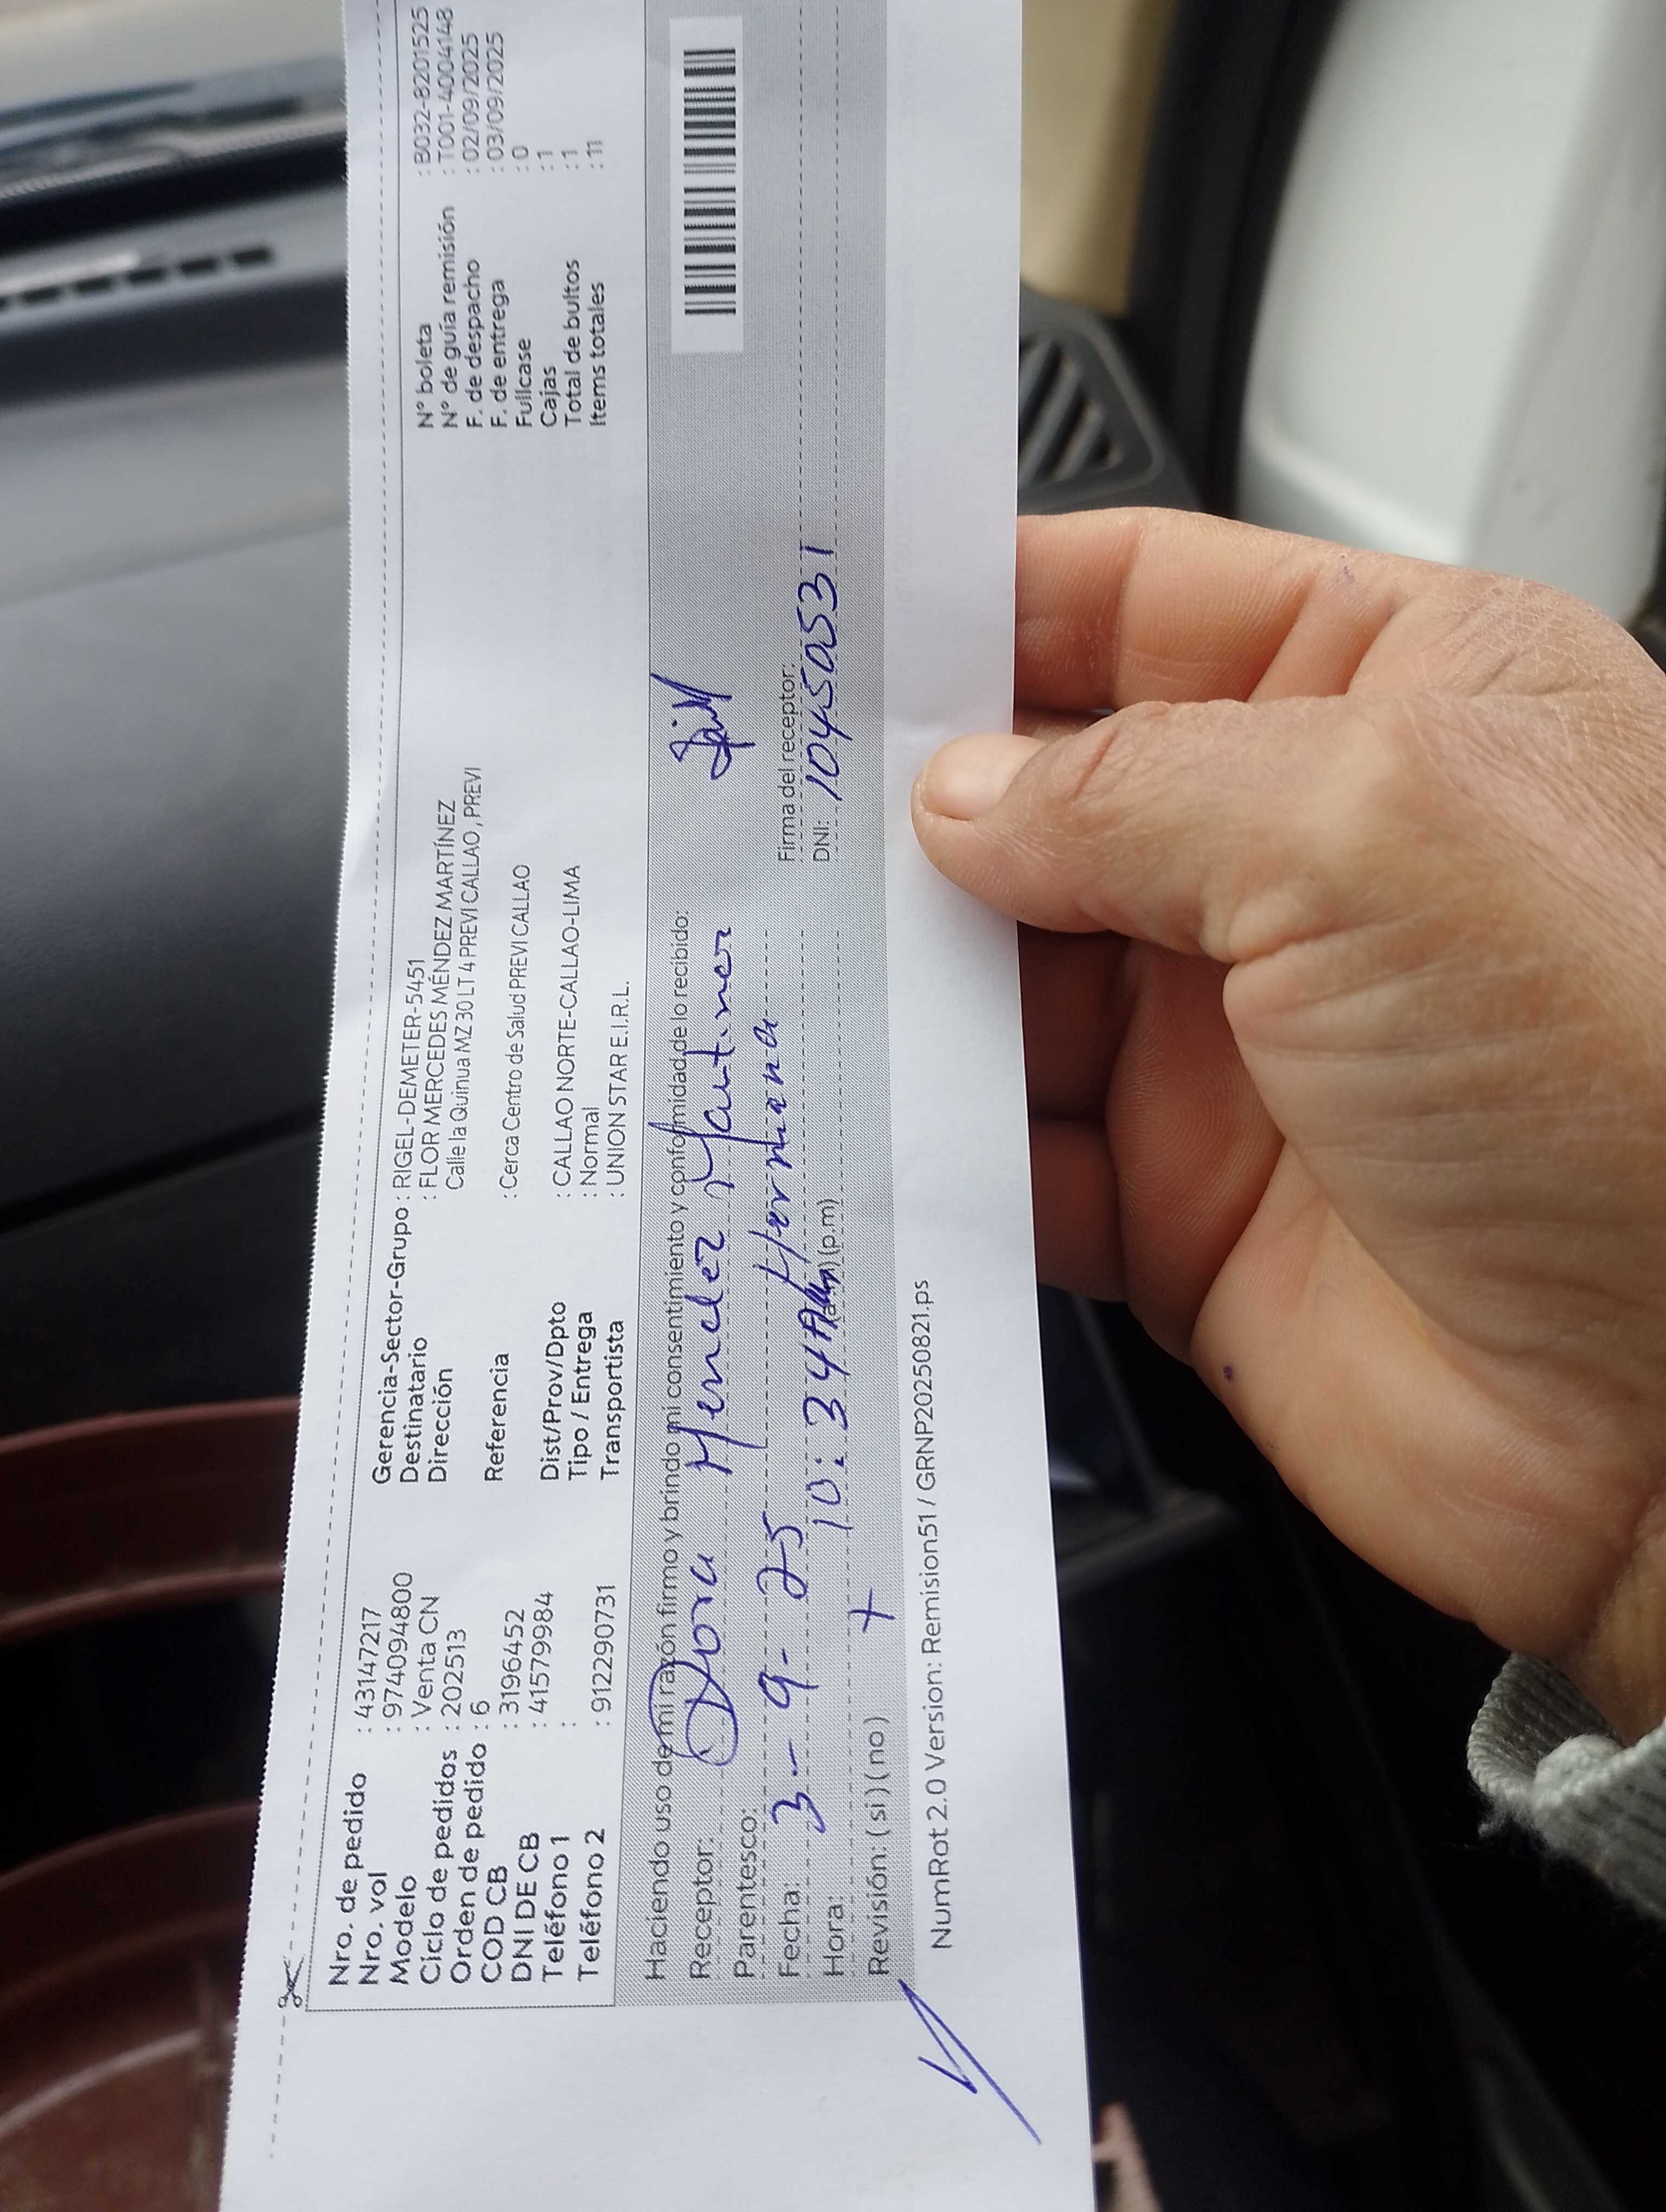 Nro. de pedido : 43147217
Nro. vol : 9740948​00
Modelo : Venta CN
Ciclo de pedidos : 202513
Orden de pedido : 6
COD CB : 3196452
DNI DE CB : 41579984
Teléfono 1 :
Teléfono 2 : 912290731
Gerencia-Sector-Grupo : RIGEL-DEMETER-5451
Destinatario : FLOR MERCEDES MÉNDEZ MARTÍNEZ
Dirección Calle la Quinua MZ 30 LT 4 PREVI CALLAO , PREVI
Referencia : Cerca Centro de Salud PREVI CALLAO
Dist/Prov/Dpto : CALLAO NORTE-CALLAO-LIMA
Tipo / Entrega : Normal
Transportista : UNION STAR E.I.R.L.
N° boleta : B032-8201525
N° de guía remisión : T001-4004148
F. de despacho : 02/09/2025
F. de entrega : 03/09/2025
Fullcase : 0
Cajas : 1
Total de bultos : 1
Items totales : 11
Haciendo uso de mi razón firmo y brindo mi consentimiento y conformidad de lo recibido:
Receptor: Dora Mendez Martinez
Parentesco: Hermana
Fecha: 3-9-25
Hora: 10:34 AM (a.m) (p.m)
Revisión: (si) (no) +
Firma del receptor:
DNI: 10450531
NumRot 2.0 Version: Remision51 / GRNP20250821.ps